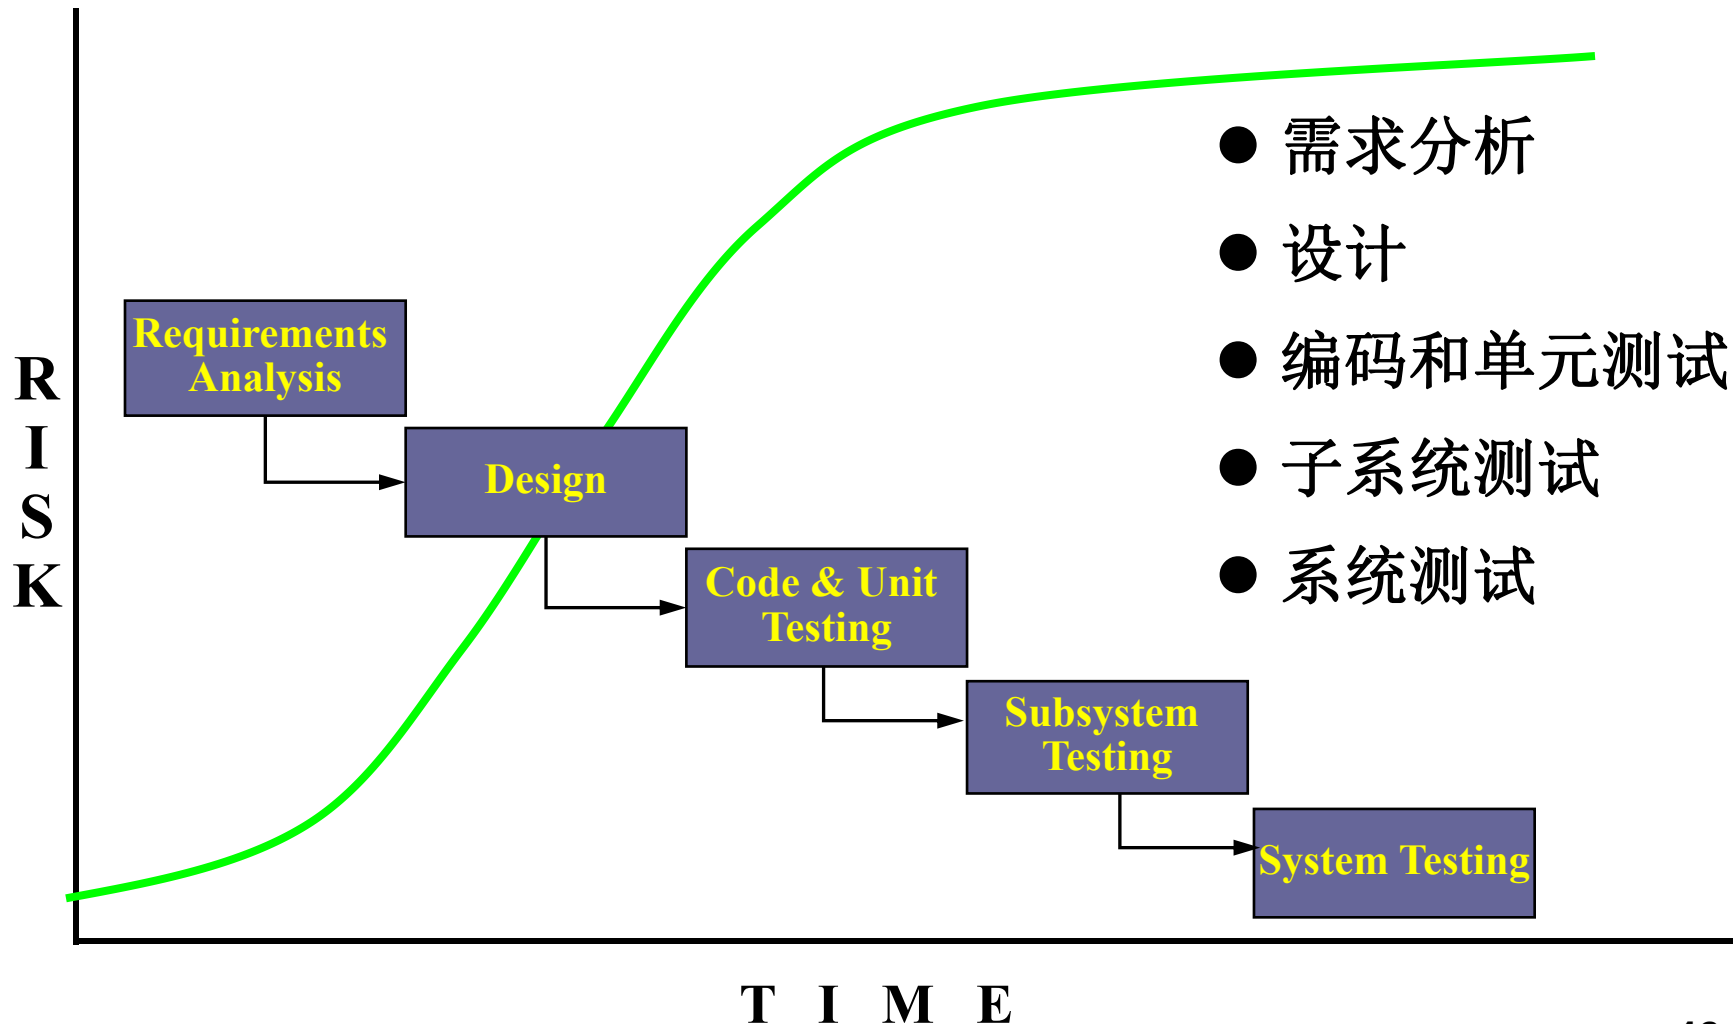 Requirements
Analysis
Design
Code & Unit
Testing
Subsystem
Testing
System Testing
R
I
S
K
● 需求分析
● 设计
● 编码和单元测试
● 子系统测试
● 系统测试
T I M E